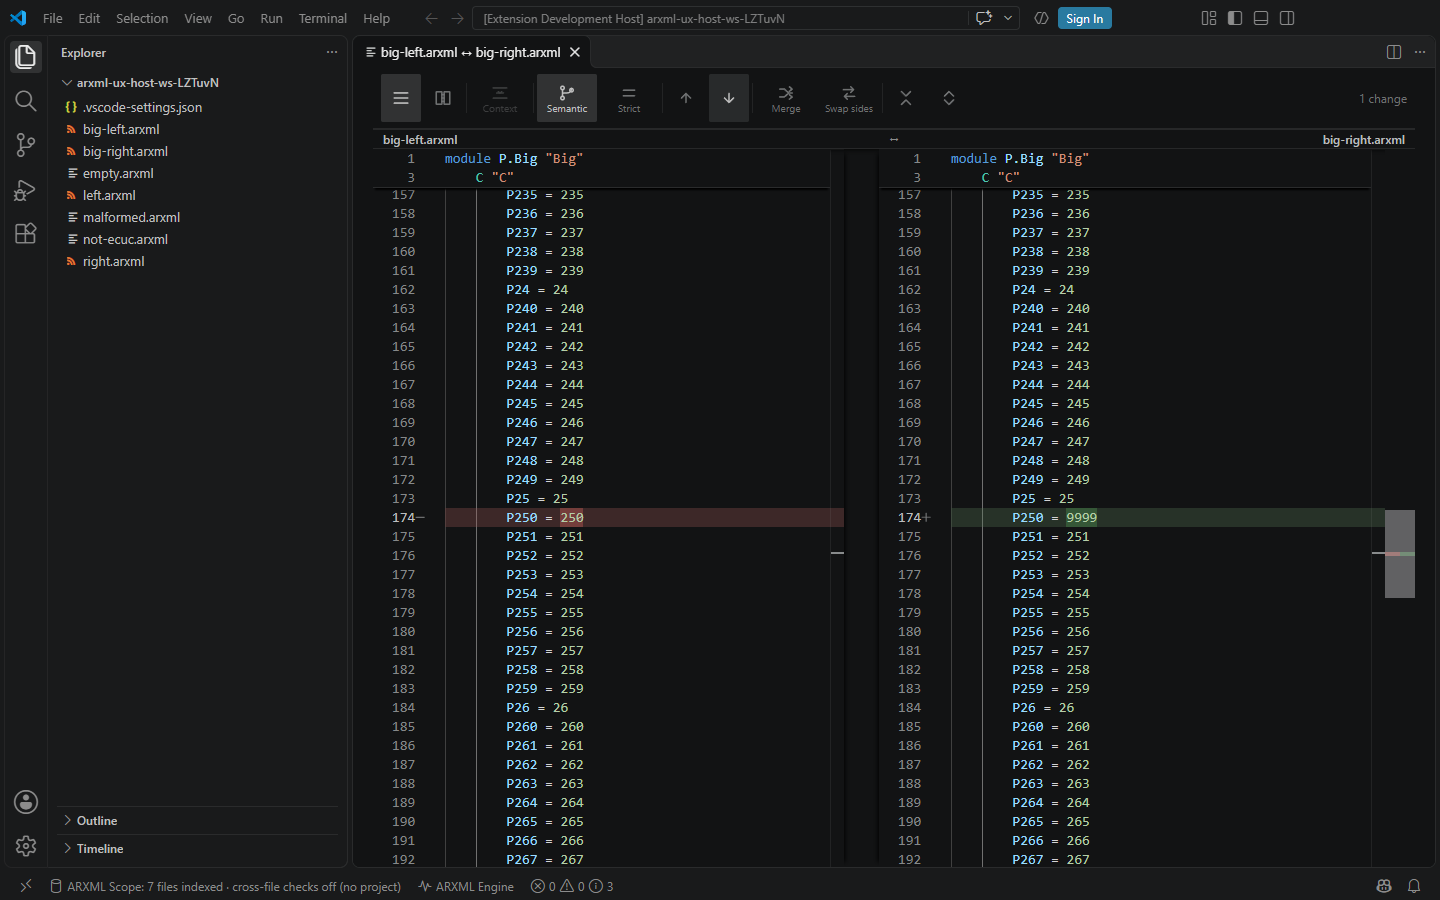 File Edit Selection View Go Run Terminal Help
[Extension Development Host] arxml-ux-host-ws-LZTuvN
Sign In
Explorer
arxml-ux-host-ws-LZTuvN
.vscode-settings.json
big-left.arxml
big-right.arxml
empty.arxml
left.arxml
malformed.arxml
not-ecuc.arxml
right.arxml
Outline
Timeline
big-left.arxml ↔ big-right.arxml
Context
Semantic
Strict
Merge
Swap sides
1 change
big-left.arxml ↔ big-right.arxml
1 module P.Big "Big"
3 C "C"
157 P235 = 235
158 P236 = 236
159 P237 = 237
160 P238 = 238
161 P239 = 239
162 P24 = 24
163 P240 = 240
164 P241 = 241
165 P242 = 242
166 P243 = 243
167 P244 = 244
168 P245 = 245
169 P246 = 246
170 P247 = 247
171 P248 = 248
172 P249 = 249
173 P25 = 25
174− P250 = 250
175 P251 = 251
176 P252 = 252
177 P253 = 253
178 P254 = 254
179 P255 = 255
180 P256 = 256
181 P257 = 257
182 P258 = 258
183 P259 = 259
184 P26 = 26
185 P260 = 260
186 P261 = 261
187 P262 = 262
188 P263 = 263
189 P264 = 264
190 P265 = 265
191 P266 = 266
192 P267 = 267
1 module P.Big "Big"
3 C "C"
157 P235 = 235
158 P236 = 236
159 P237 = 237
160 P238 = 238
161 P239 = 239
162 P24 = 24
163 P240 = 240
164 P241 = 241
165 P242 = 242
166 P243 = 243
167 P244 = 244
168 P245 = 245
169 P246 = 246
170 P247 = 247
171 P248 = 248
172 P249 = 249
173 P25 = 25
174+ P250 = 9999
175 P251 = 251
176 P252 = 252
177 P253 = 253
178 P254 = 254
179 P255 = 255
180 P256 = 256
181 P257 = 257
182 P258 = 258
183 P259 = 259
184 P26 = 26
185 P260 = 260
186 P261 = 261
187 P262 = 262
188 P263 = 263
189 P264 = 264
190 P265 = 265
191 P266 = 266
192 P267 = 267
ARXML Scope: 7 files indexed · cross-file checks off (no project) ARXML Engine 0 0 3